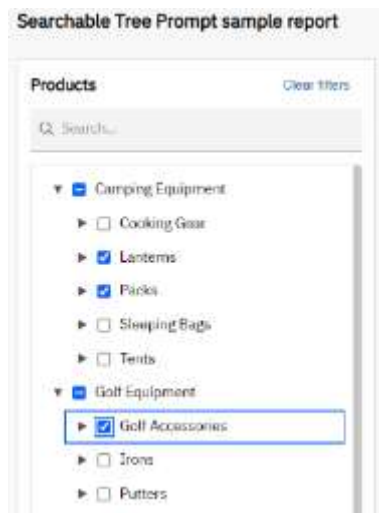 Searchable Tree Prompt sample report
Products
Clear filters
Search...
Camping Equipment
Cooking Gear
Lanterns
Packs
Sleeping Bags
Tents
Golf Equipment
Golf Accessories
Irons
Putters